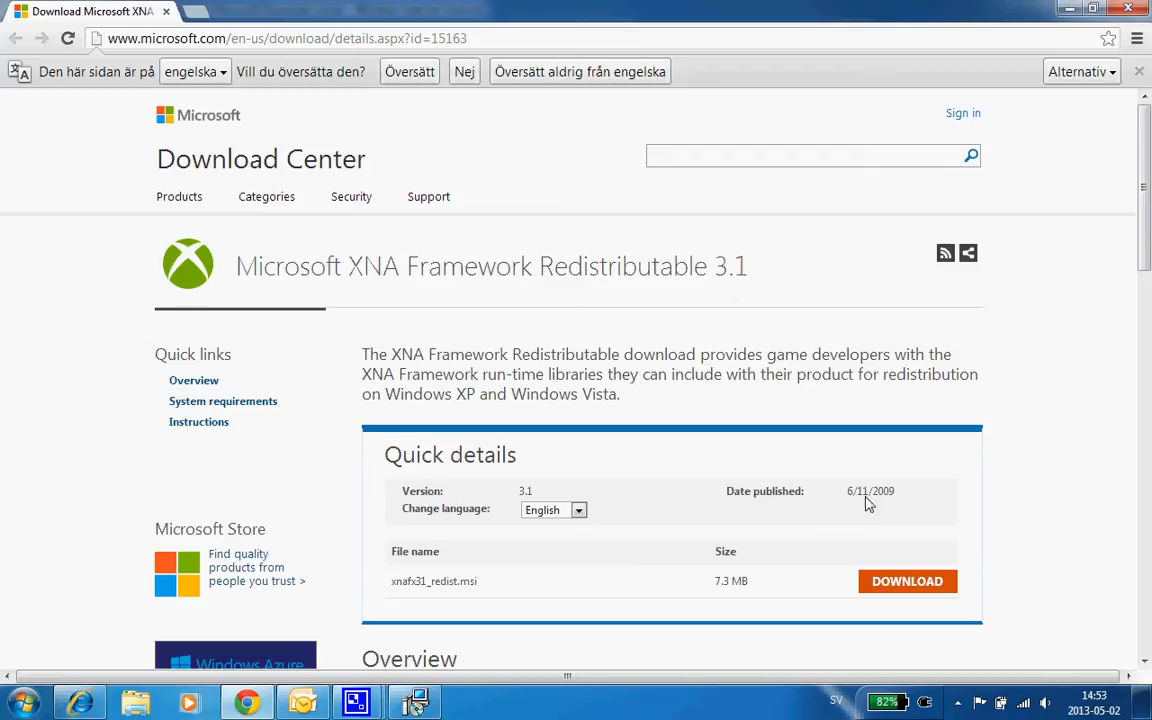 Download Microsoft XNA
www.microsoft.com/en-us/download/details.aspx?id=15163
Den här sidan är på engelska Vill du översätta den? Översätt Nej Översätt aldrig från engelska Alternativ
Microsoft
Sign in
Download Center
Products Categories Security Support
Microsoft XNA Framework Redistributable 3.1
Quick links
Overview
System requirements
Instructions
The XNA Framework Redistributable download provides game developers with the
XNA Framework run-time libraries they can include with their product for redistribution
on Windows XP and Windows Vista.
Quick details
Version: 3.1 Date published: 6/11/2009
Change language: English
File name Size
xnafx31_redist.msi 7.3 MB DOWNLOAD
Microsoft Store
Find quality
products from
people you trust >
Windows Azure
Overview
SV 82% 14:53
2013-05-02